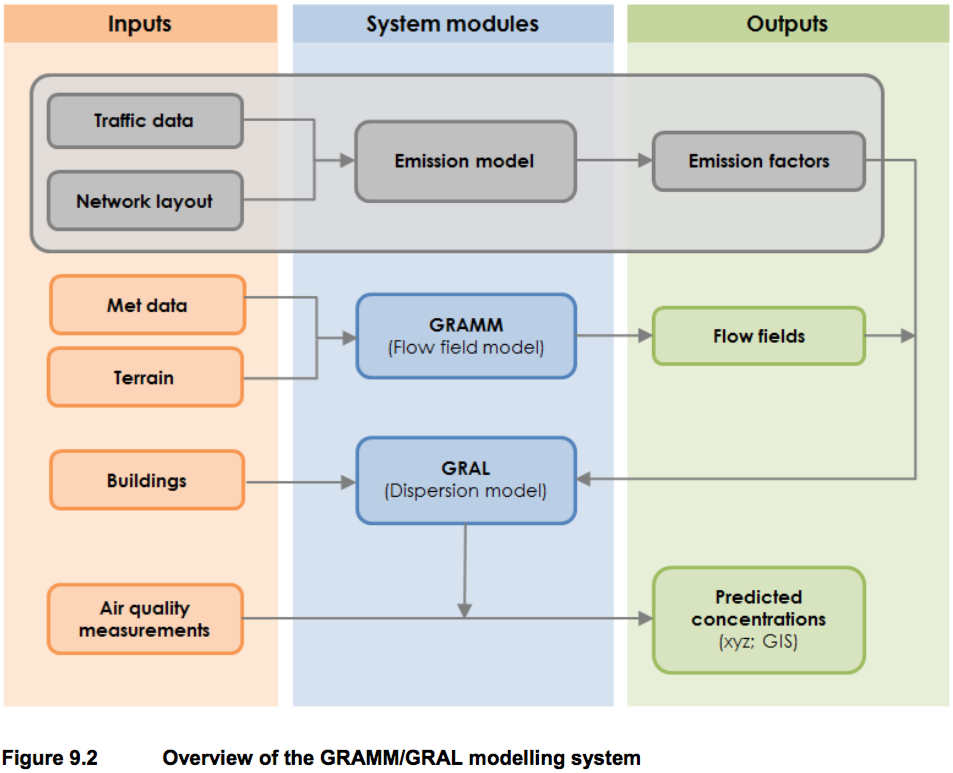 Inputs
System modules
Outputs
Traffic data
Network layout
Emission model
Emission factors
Met data
Terrain
GRAMM
(Flow field model)
Flow fields
Buildings
GRAL
(Dispersion model)
Air quality
measurements
Predicted
concentrations
(xyz; GIS)
Figure 9.2 Overview of the GRAMM/GRAL modelling system